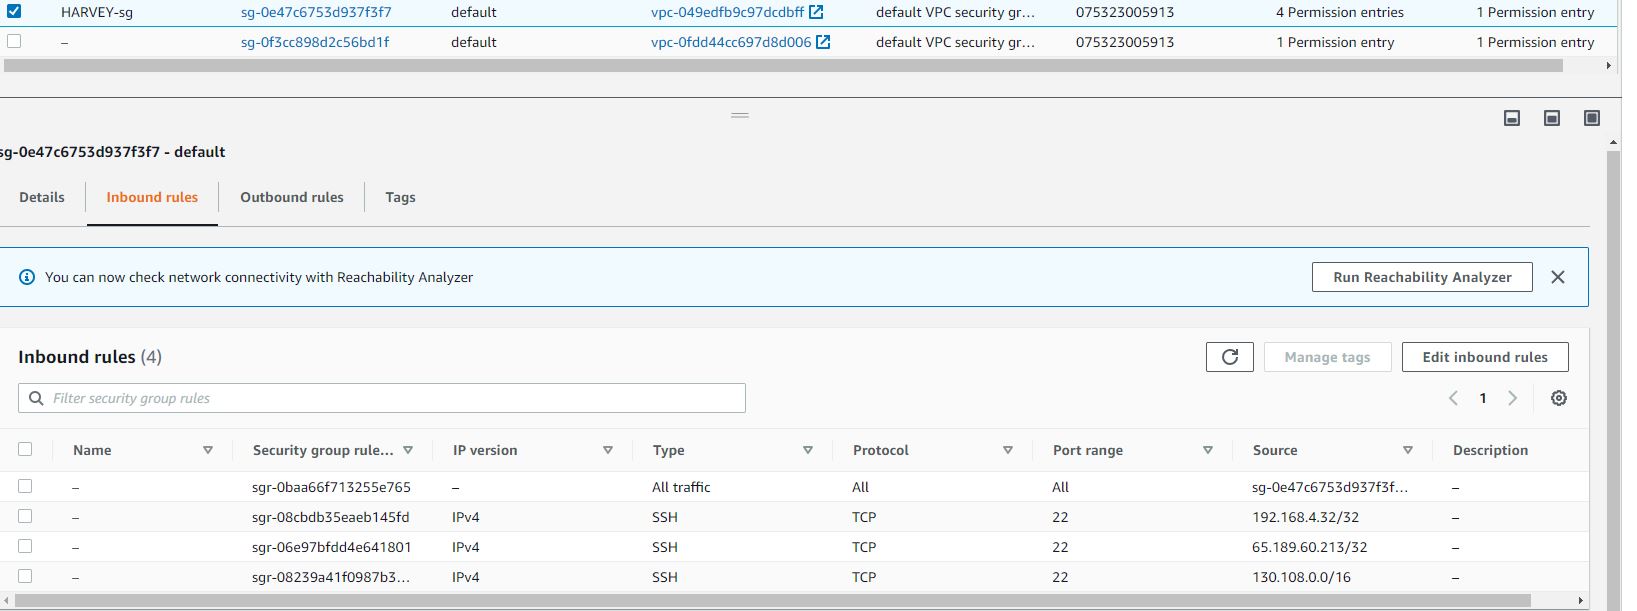 HARVEY-sg sg-0e47c6753d937f3f7 default vpc-049edfb9c97dcdbff default VPC security gr... 075323005913 4 Permission entries 1 Permission entry
– sg-0f3cc898d2c56bd1f default vpc-0fdd44cc697d8d006 default VPC security gr... 075323005913 1 Permission entry 1 Permission entry
sg-0e47c6753d937f3f7 - default
Details Inbound rules Outbound rules Tags
You can now check network connectivity with Reachability Analyzer Run Reachability Analyzer
Inbound rules (4) Manage tags Edit inbound rules
Filter security group rules 1
Name Security group rule... IP version Type Protocol Port range Source Description
– sgr-0baa66f713255e765 – All traffic All All sg-0e47c6753d937f3f... –
– sgr-08cbdb35eaeb145fd IPv4 SSH TCP 22 192.168.4.32/32 –
– sgr-06e97bfdd4e641801 IPv4 SSH TCP 22 65.189.60.213/32 –
– sgr-08239a41f0987b3... IPv4 SSH TCP 22 130.108.0.0/16 –